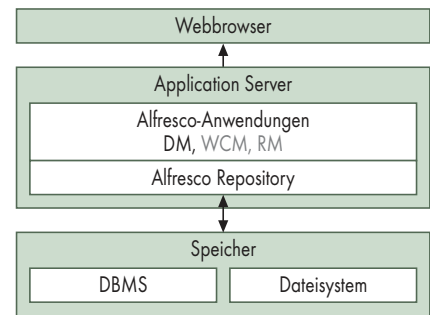 Webbrowser
Application Server
Alfresco-Anwendungen
DM, WCM, RM
Alfresco Repository
Speicher
DBMS
Dateisystem